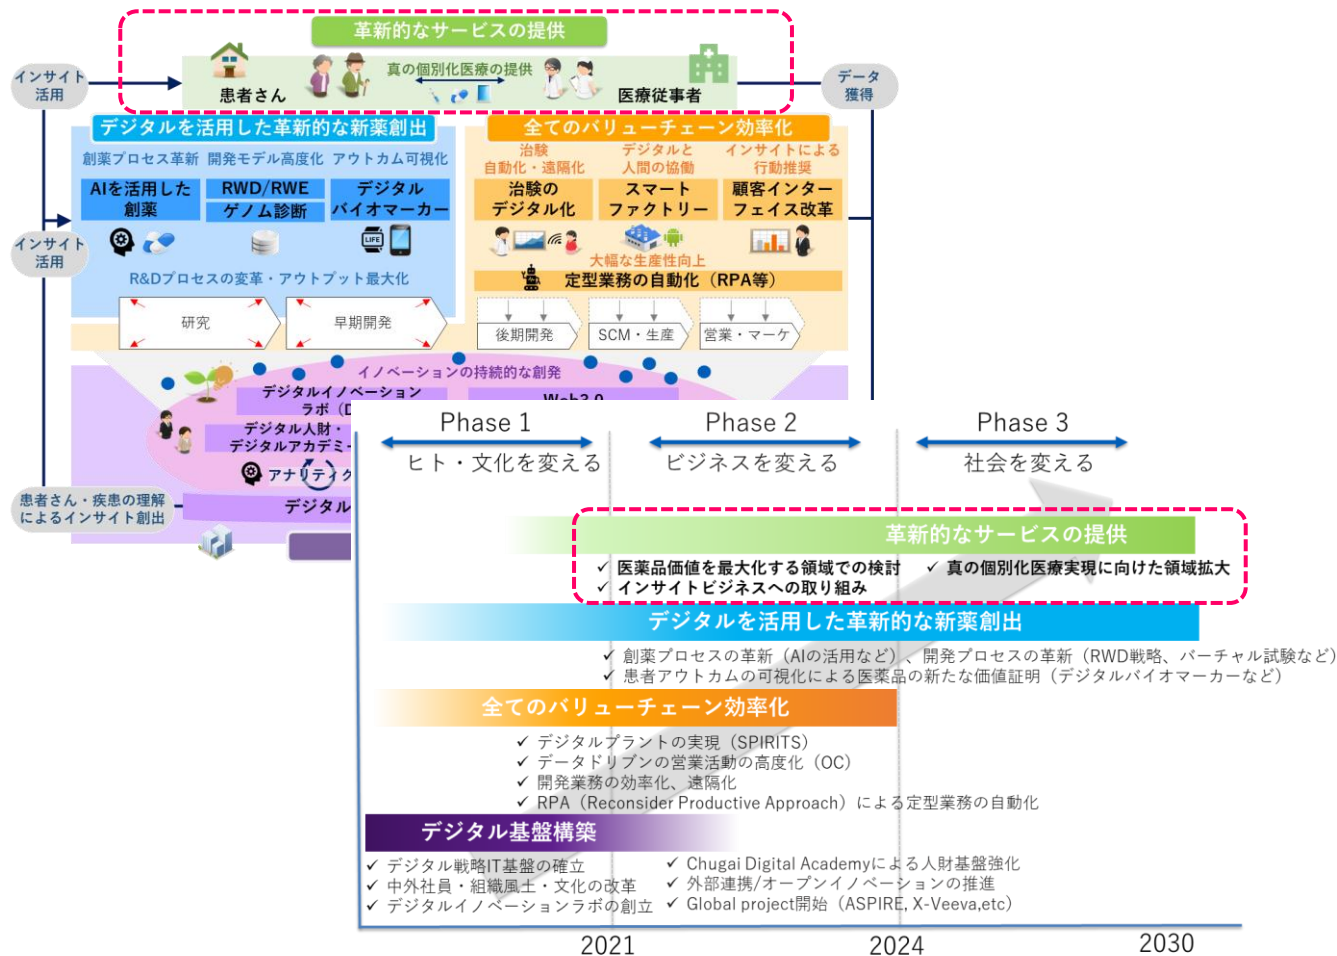 革新的なサービスの提供
インサイト
活用
真の個別化医療の提供
患者さん
医療従事者
データ
獲得
デジタルを活用した革新的な新薬創出
創薬プロセス革新
開発モデル高度化
アウトカム可視化
AIを活用した
創薬
RWD/RWE
ゲノム診断
デジタル
バイオマーカー
LIFE
R&Dプロセスの変革・アウトプット最大化
研究
早期開発
全てのバリューチェーン効率化
治験
自動化・遠隔化
デジタルと
人間の協働
インサイトによる
行動推奨
治験の
デジタル化
スマート
ファクトリー
顧客インター
フェイス改革
大幅な生産性向上
定型業務の自動化（RPA等）
後期開発
SCM・生産
営業・マーケ
インサイト
活用
イノベーションの持続的な創発
デジタルイノベーション
ラボ（D
Web3.0
デジタル人財・
デジタルアカデミー
アナリティク
患者さん・疾患の理解
によるインサイト創出
デジタル
Phase 1
Phase 2
Phase 3
ヒト・文化を変える
ビジネスを変える
社会を変える
革新的なサービスの提供
✓ 医薬品価値を最大化する領域での検討
✓ インサイトビジネスへの取り組み
✓ 真の個別化医療実現に向けた領域拡大
デジタルを活用した革新的な新薬創出
✓ 創薬プロセスの革新（AIの活用など）、開発プロセスの革新（RWD戦略、バーチャル試験など）
✓ 患者アウトカムの可視化による医薬品の新たな価値証明（デジタルバイオマーカーなど）
全てのバリューチェーン効率化
✓ デジタルプラントの実現（SPIRITS）
✓ データドリブンの営業活動の高度化（OC）
✓ 開発業務の効率化、遠隔化
✓ RPA（Reconsider Productive Approach）による定型業務の自動化
デジタル基盤構築
✓ デジタル戦略IT基盤の確立
✓ 中外社員・組織風土・文化の改革
✓ デジタルイノベーションラボの創立
✓ Chugai Digital Academyによる人財基盤強化
✓ 外部連携/オープンイノベーションの推進
✓ Global project開始（ASPIRE, X-Veeva,etc）
2021
2024
2030